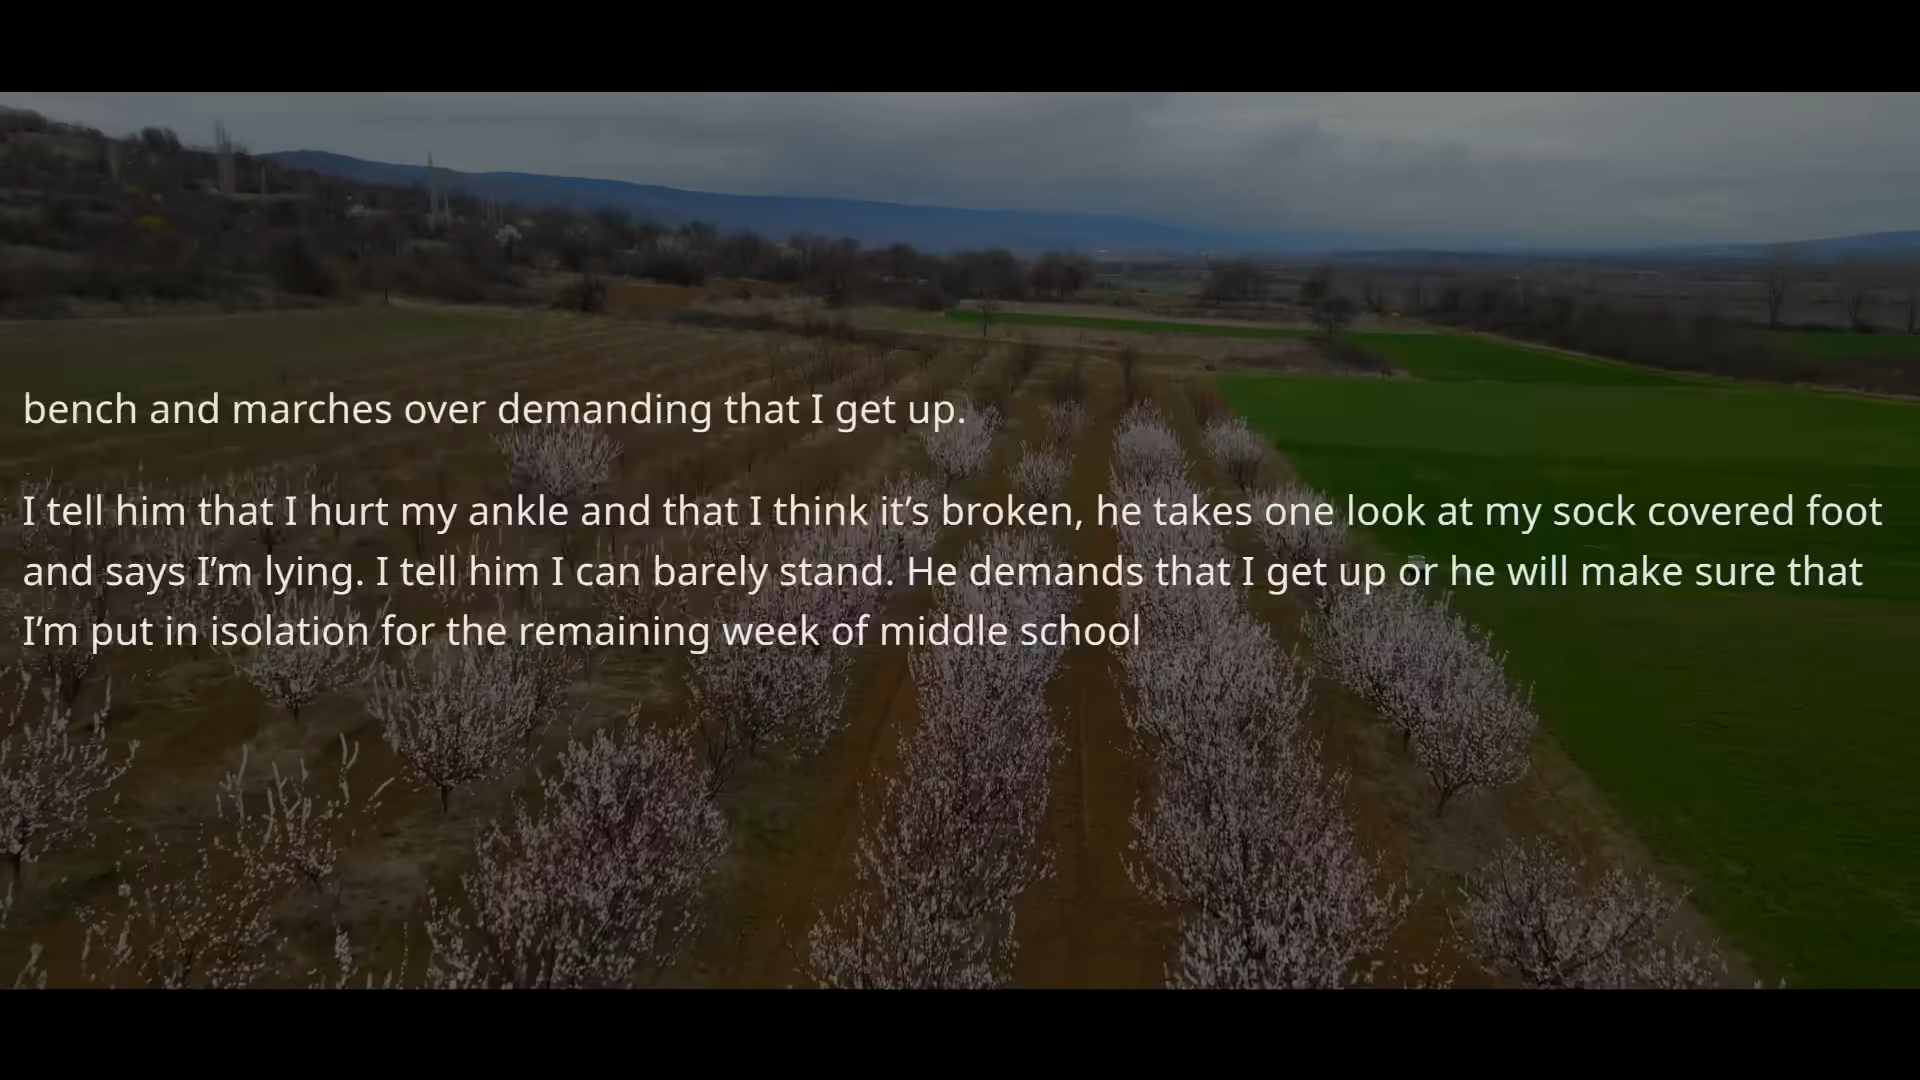 bench and marches over demanding that I get up.
I tell him that I hurt my ankle and that I think it’s broken, he takes one look at my sock covered foot
and says I’m lying. I tell him I can barely stand. He demands that I get up or he will make sure that
I’m put in isolation for the remaining week of middle school